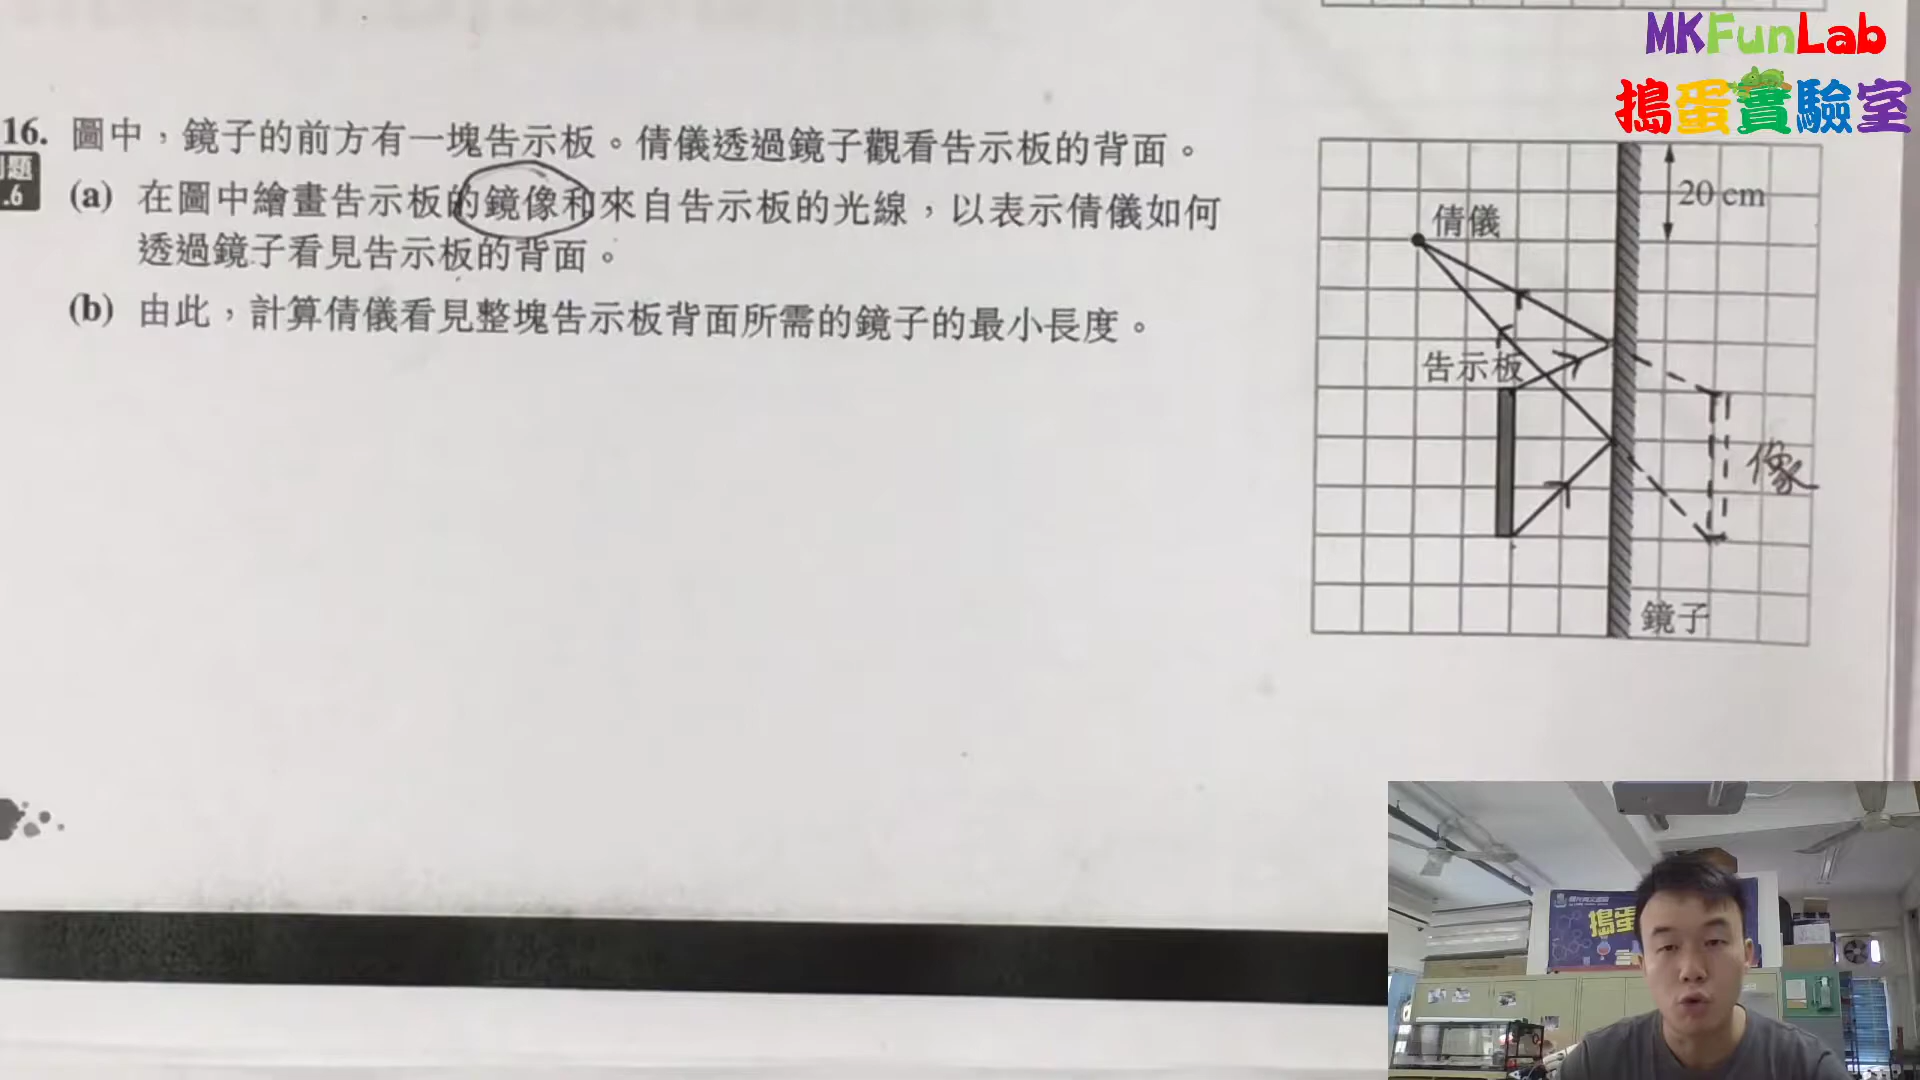 MKFunLab
搗蛋實驗室
16. 圖中，鏡子的前方有一塊告示板。倩儀透過鏡子觀看告示板的背面。
題
.6
(a) 在圖中繪畫告示板的鏡像和來自告示板的光線，以表示倩儀如何
透過鏡子看見告示板的背面。
(b) 由此，計算倩儀看見整塊告示板背面所需的鏡子的最小長度。
20 cm
倩儀
告示板
像
鏡子
搗蛋